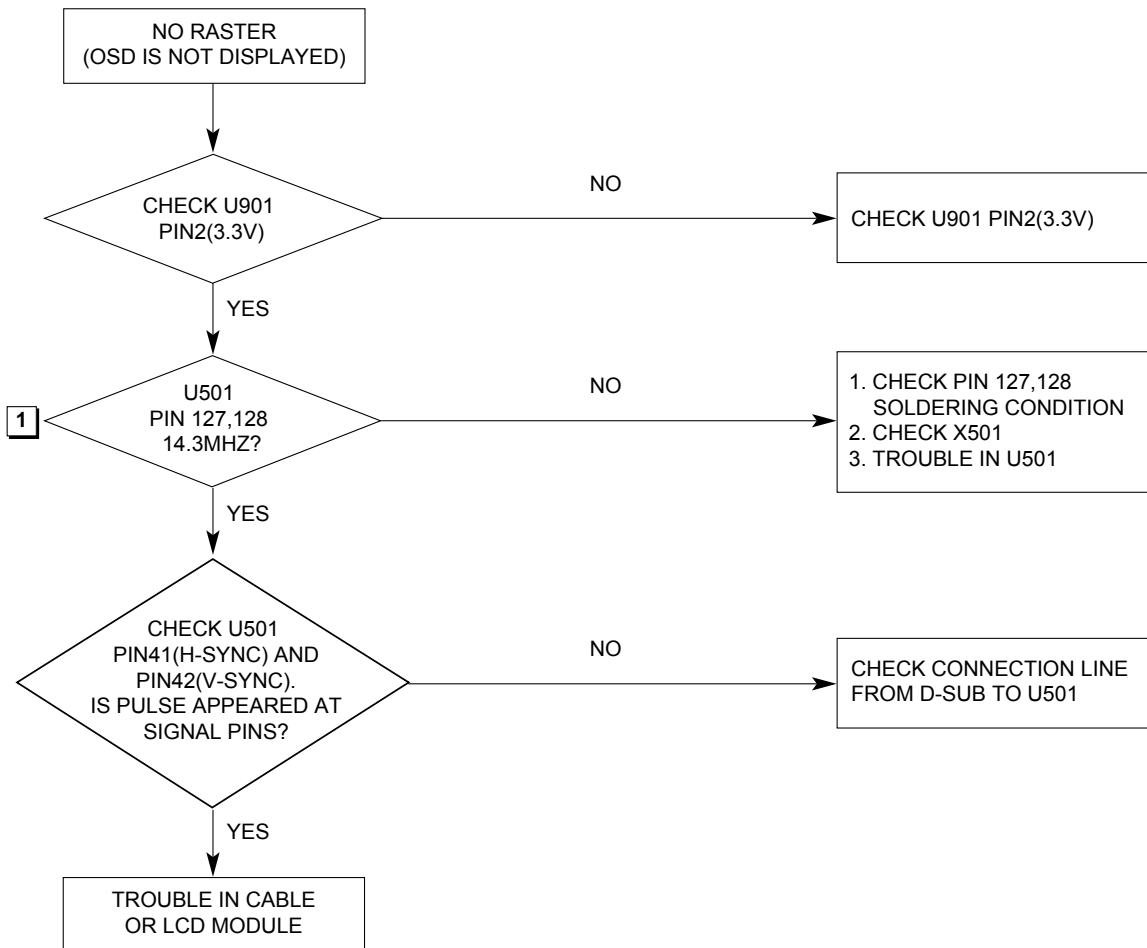 NO RASTER
(OSD IS NOT DISPLAYED)
CHECK U901
PIN2(3.3V)
NO
CHECK U901 PIN2(3.3V)
YES
1
U501
PIN 127,128
14.3MHZ?
NO
1. CHECK PIN 127,128
SOLDERING CONDITION
2. CHECK X501
3. TROUBLE IN U501
YES
CHECK U501
PIN41(H-SYNC) AND
PIN42(V-SYNC).
IS PULSE APPEARED AT
SIGNAL PINS?
NO
CHECK CONNECTION LINE
FROM D-SUB TO U501
YES
TROUBLE IN CABLE
OR LCD MODULE